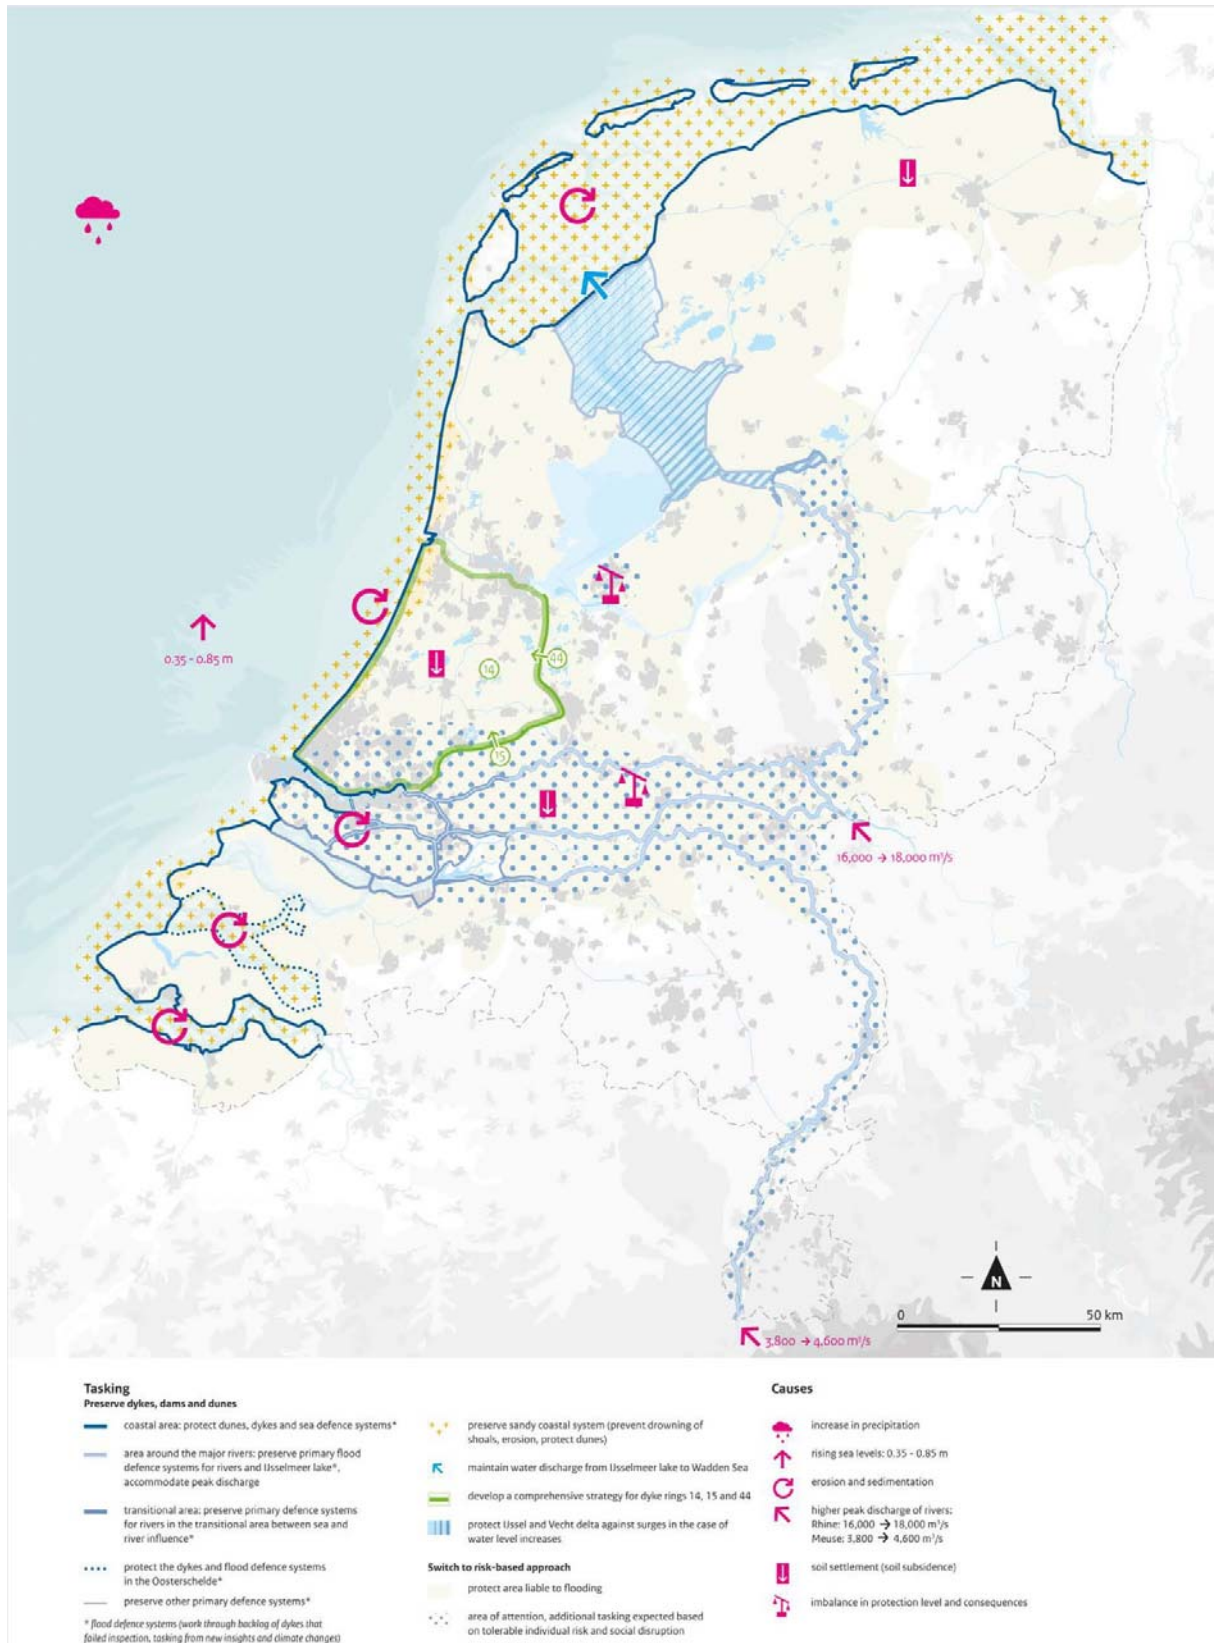 0.35 - 0.85 m
14
44
15
16,000 → 18,000 m³/s
N
0
50 km
3,800 → 4,600 m³/s
Tasking
Preserve dykes, dams and dunes
coastal area: protect dunes, dykes and sea defence systems*
area around the major rivers: preserve primary flood
defence systems for rivers and IJsselmeer lake*,
accommodate peak discharge
transitional area: preserve primary defence systems
for rivers in the transitional area between sea and
river influence*
protect the dykes and flood defence systems
in the Oosterschelde*
preserve other primary defence systems*
* flood defence systems (work through backlog of dykes that
failed inspection, tasking from new insights and climate changes)
preserve sandy coastal system (prevent drowning of
shoals, erosion, protect dunes)
maintain water discharge from IJsselmeer lake to Wadden Sea
develop a comprehensive strategy for dyke rings 14, 15 and 44
protect IJssel and Vecht delta against surges in the case of
water level increases
Switch to risk-based approach
protect area liable to flooding
area of attention, additional tasking expected based
on tolerable individual risk and social disruption
Causes
increase in precipitation
rising sea levels: 0.35 - 0.85 m
erosion and sedimentation
higher peak discharge of rivers:
Rhine: 16,000 → 18,000 m³/s
Meuse: 3,800 → 4,600 m³/s
soil settlement (soil subsidence)
imbalance in protection level and consequences